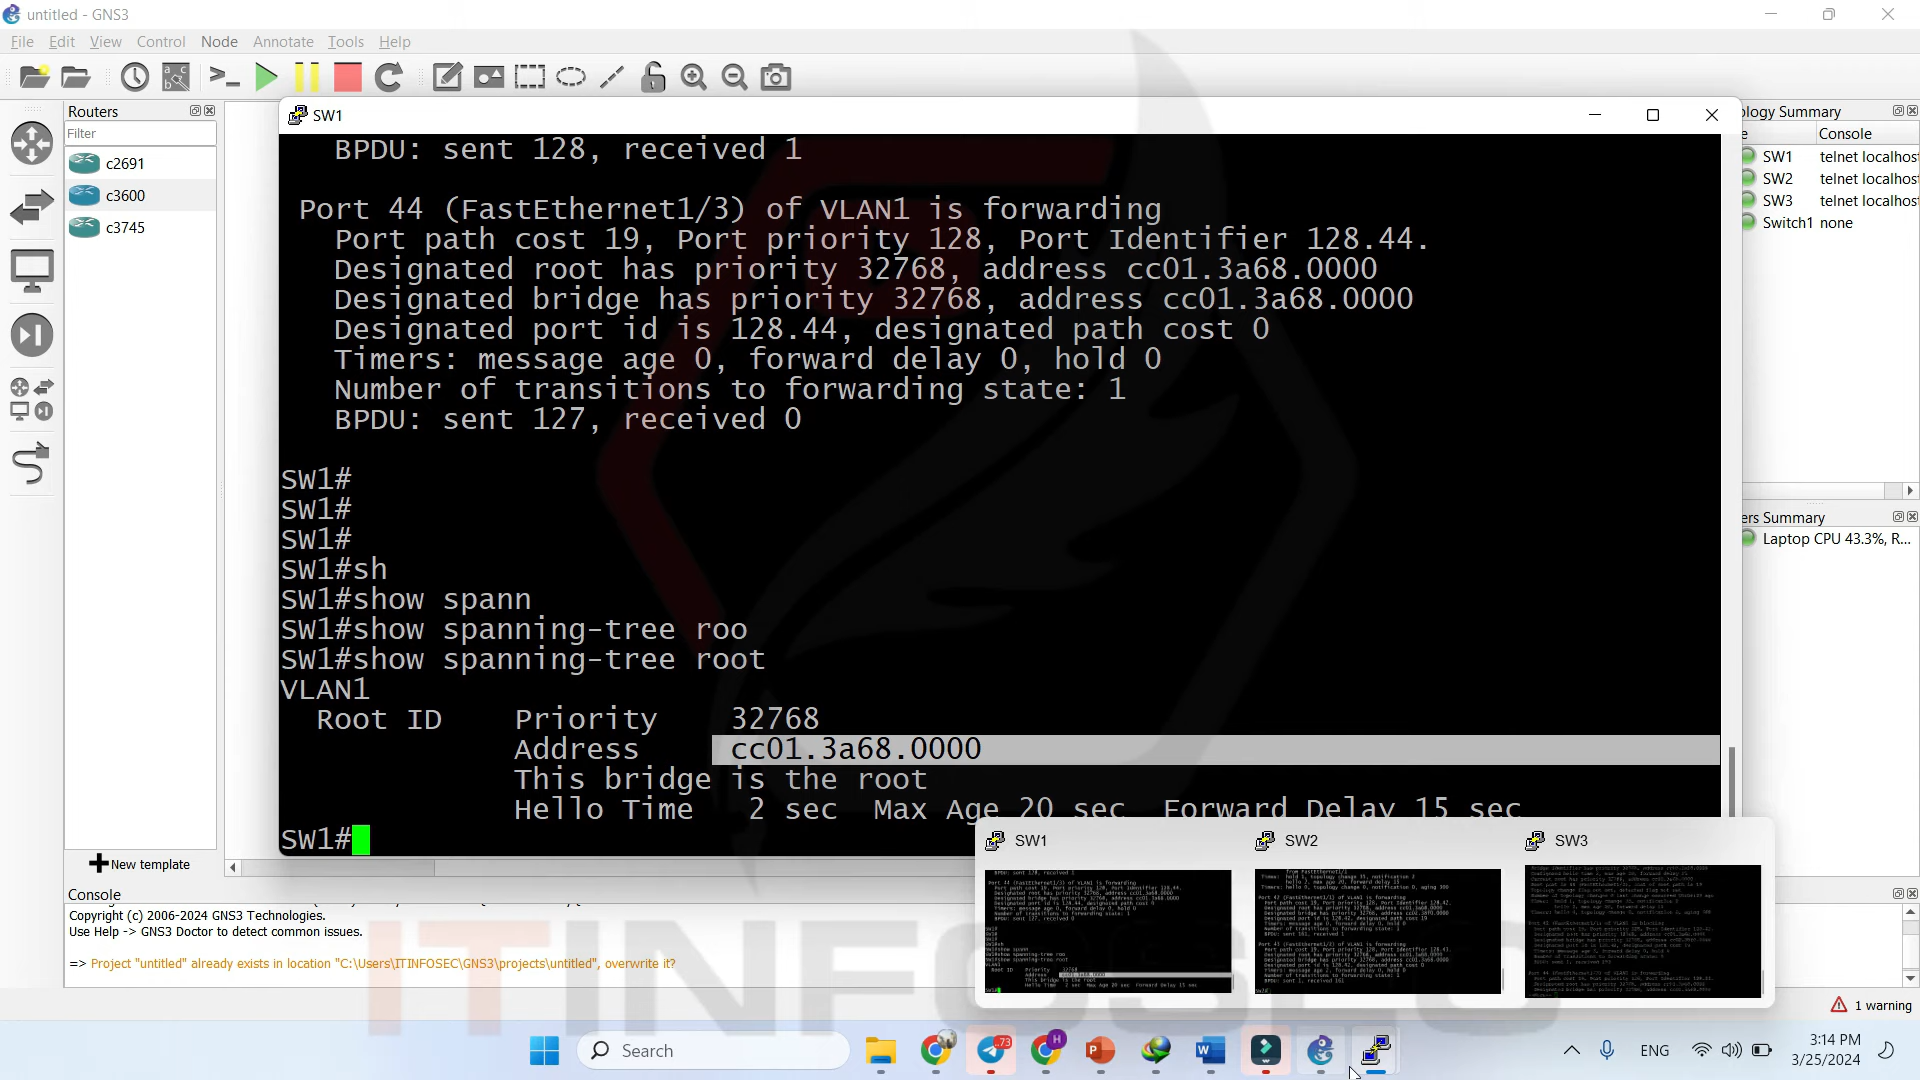 untitled - GNS3
File Edit View Control Node Annotate Tools Help
Routers
Filter
c2691
c3600
c3745
New template
SW1
BPDU: sent 128, received 1
Port 44 (FastEthernet1/3) of VLAN1 is forwarding
Port path cost 19, Port priority 128, Port Identifier 128.44.
Designated root has priority 32768, address cc01.3a68.0000
Designated bridge has priority 32768, address cc01.3a68.0000
Designated port id is 128.44, designated path cost 0
Timers: message age 0, forward delay 0, hold 0
Number of transitions to forwarding state: 1
BPDU: sent 127, received 0
SW1#
SW1#
SW1#
SW1#sh
SW1#show spann
SW1#show spanning-tree roo
SW1#show spanning-tree root
VLAN1
Root ID Priority 32768
Address cc01.3a68.0000
This bridge is the root
Hello Time 2 sec Max Age 20 sec Forward Delay 15 sec
SW1#
ology Summary
e Console
SW1 telnet localhos
SW2 telnet localhos
SW3 telnet localhos
Switch1 none
ers Summary
Laptop CPU 43.3%, R...
SW1
SW2
SW3
Console
Copyright (c) 2006-2024 GNS3 Technologies.
Use Help -> GNS3 Doctor to detect common issues.
=> Project "untitled" already exists in location "C:\Users\ITINFOSEC\GNS3\projects\untitled", overwrite it?
ITINFOSEC
1 warning
Search
73
H
ENG
3:14 PM
3/25/2024